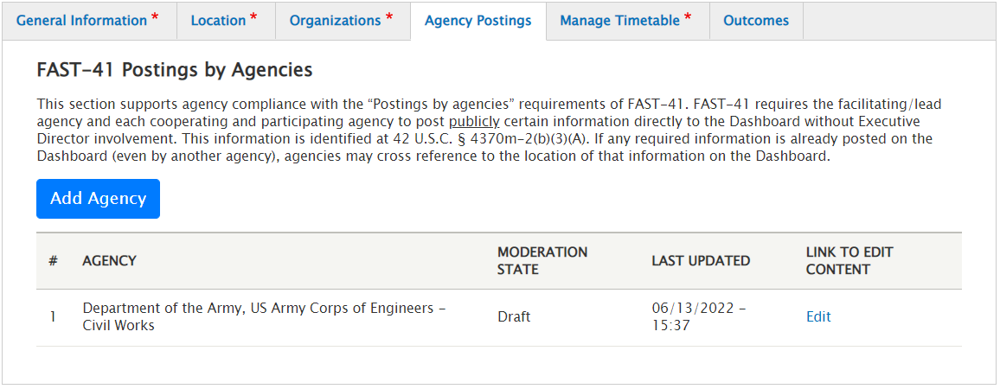 General Information *
Location *
Organizations *
Agency Postings
Manage Timetable *
Outcomes
FAST-41 Postings by Agencies
This section supports agency compliance with the “Postings by agencies” requirements of FAST-41. FAST-41 requires the facilitating/lead
agency and each cooperating and participating agency to post publicly certain information directly to the Dashboard without Executive
Director involvement. This information is identified at 42 U.S.C. § 4370m-2(b)(3)(A). If any required information is already posted on the
Dashboard (even by another agency), agencies may cross reference to the location of that information on the Dashboard.
Add Agency
# AGENCY MODERATION STATE LAST UPDATED LINK TO EDIT CONTENT
1 Department of the Army, US Army Corps of Engineers - Civil Works Draft 06/13/2022 - 15:37 Edit